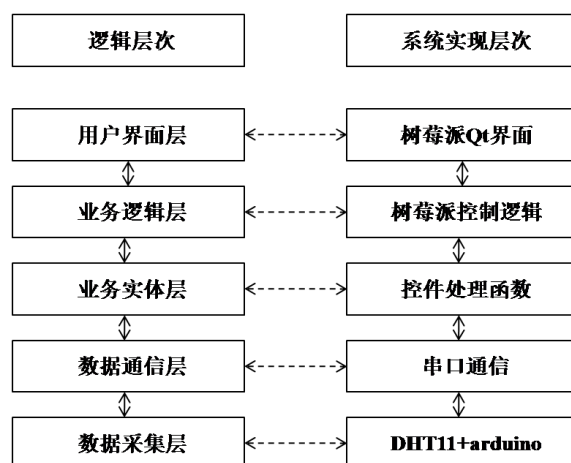 逻辑层次
系统实现层次
用户界面层
树莓派Qt界面
业务逻辑层
树莓派控制逻辑
业务实体层
控件处理函数
数据通信层
串口通信
数据采集层
DHT11+arduino